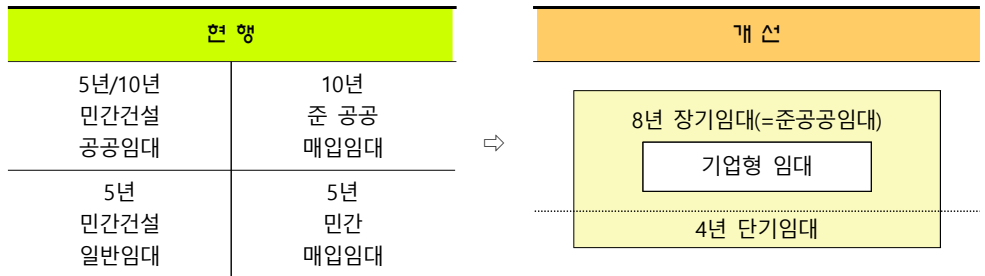 현 행
5년/10년
민간건설
공공임대
10년
준 공공
매입임대
5년
민간건설
일반임대
5년
민간
매입임대
⇨
개 선
8년 장기임대(=준공공임대)
기업형 임대
4년 단기임대